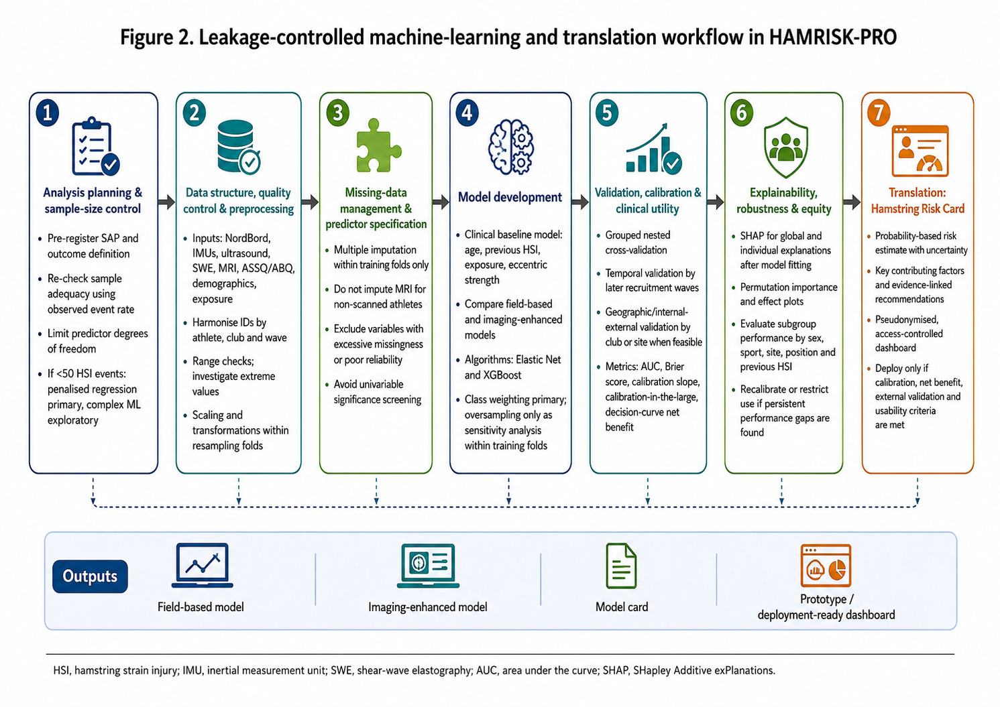 Figure 2. Leakage-controlled machine-learning and translation workflow in HAMRISK-PRO
1
Analysis planning &
sample-size control
• Pre-register SAP and
outcome definition
• Re-check sample
adequacy using
observed event rate
• Limit predictor degrees
of freedom
• If <50 HSI events:
penalised regression
primary, complex ML
exploratory
2
Data structure, quality
control & preprocessing
• Inputs: NordBord,
IMUs, ultrasound,
SWE, MRI, ASSQ/ABQ,
demographics,
exposure
• Harmonise IDs by
athlete, club and wave
• Range checks;
investigate extreme
values
• Scaling and
transformations within
resampling folds
3
Missing-data
management &
predictor specification
• Multiple imputation
within training folds only
• Do not impute MRI for
non-scanned athletes
• Exclude variables with
excessive missingness
or poor reliability
• Avoid univariable
significance screening
4
Model development
• Clinical baseline model:
age, previous HSI,
exposure, eccentric
strength
• Compare field-based
and imaging-enhanced
models
• Algorithms: Elastic Net
and XGBoost
• Class weighting primary;
oversampling only as
sensitivity analysis
within training folds
5
Validation, calibration &
clinical utility
• Grouped nested
cross-validation
• Temporal validation by
later recruitment waves
• Geographic/internal-
external validation by
club or site when feasible
• Metrics: AUC, Brier
score, calibration slope,
calibration-in-the-large,
decision-curve net
benefit
6
Explainability,
robustness & equity
• SHAP for global and
individual explanations
after model fitting
• Permutation importance
and effect plots
• Evaluate subgroup
performance by sex,
sport, site, position and
previous HSI
• Recalibrate or restrict
use if persistent
performance gaps are
found
7
Translation:
Hamstring Risk Card
• Probability-based risk
estimate with uncertainty
• Key contributing factors
and evidence-linked
recommendations
• Pseudonymised,
access-controlled
dashboard
• Deploy only if
calibration, net benefit,
external validation and
usability criteria
are met
Outputs
Field-based model
Imaging-enhanced model
Model card
Prototype /
deployment-ready dashboard
HSI, hamstring strain injury; IMU, inertial measurement unit; SWE, shear-wave elastography; AUC, area under the curve; SHAP, SHapley Additive exPlanations.